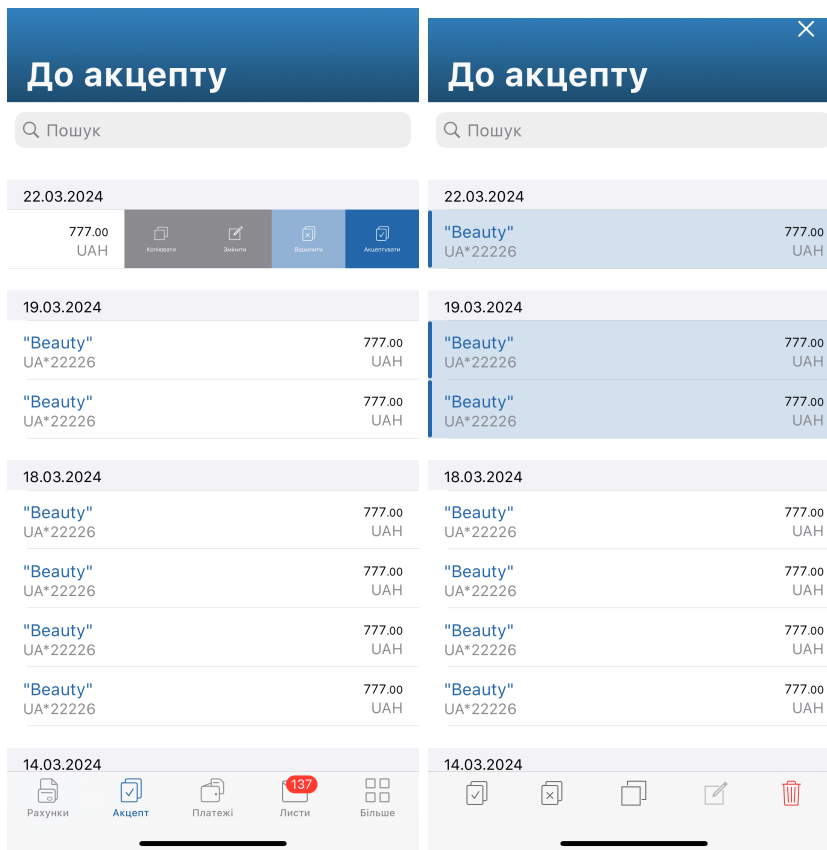 До акцепту
Пошук
22.03.2024
777.00
UAH
Копіювати
Змінити
Відхилити
Акцептувати
19.03.2024
"Beauty"
777.00
UA*22226
UAH
"Beauty"
777.00
UA*22226
UAH
18.03.2024
"Beauty"
777.00
UA*22226
UAH
"Beauty"
777.00
UA*22226
UAH
"Beauty"
777.00
UA*22226
UAH
"Beauty"
777.00
UA*22226
UAH
14.03.2024
137
Рахунки
Акцепт
Платежі
Листи
Більше
До акцепту
Пошук
22.03.2024
"Beauty"
777.00
UA*22226
UAH
19.03.2024
"Beauty"
777.00
UA*22226
UAH
"Beauty"
777.00
UA*22226
UAH
18.03.2024
"Beauty"
777.00
UA*22226
UAH
"Beauty"
777.00
UA*22226
UAH
"Beauty"
777.00
UA*22226
UAH
"Beauty"
777.00
UA*22226
UAH
14.03.2024